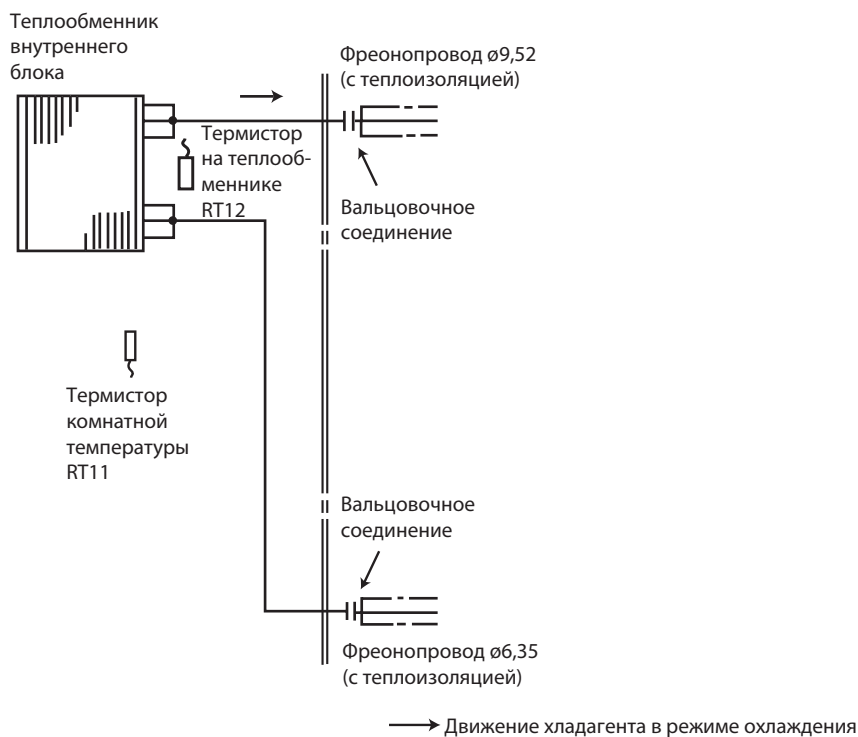 Теплообменник
внутреннего
блока
Фреонопровод ø9,52
(с теплоизоляцией)
Термистор
на теплооб-
меннике
RT12
Вальцовочное
соединение
Термистор
комнатной
температуры
RT11
Вальцовочное
соединение
Фреонопровод ø6,35
(с теплоизоляцией)
Движение хладагента в режиме охлаждения